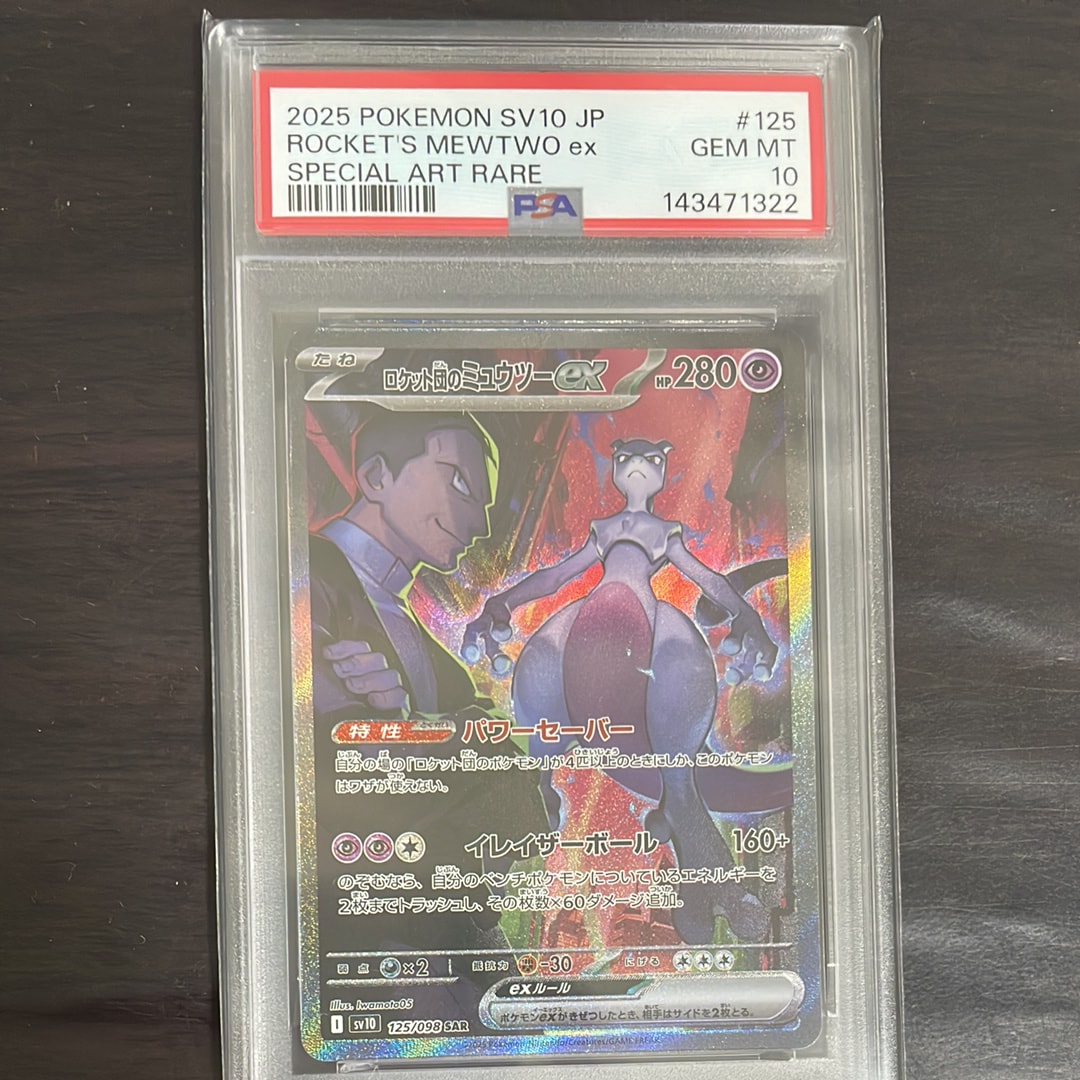 2025 POKEMON SV10 JP #125
ROCKET'S MEWTWO ex GEM MT
SPECIAL ART RARE 10
PSA 143471322
たね ロケット団のミュウツーex HP280
特性 パワーセーバー
自分の場の「ロケット団のポケモン」が4匹以上のときにしか、このポケモン
はワザが使えない。
イレイザーボール 160+
のぞむなら、自分のベンチポケモンについているエネルギーを
2枚までトラッシュし、その枚数×60ダメージ追加。
弱点 ×2 抵抗力 -30 にげる
exルール
ポケモンexがきぜつしたとき、相手はサイドを2枚とる。
Illus. Iwamoto05
I SV10 125/098 SAR
©2025 Pokémon/Nintendo/Creatures/GAME FREAK